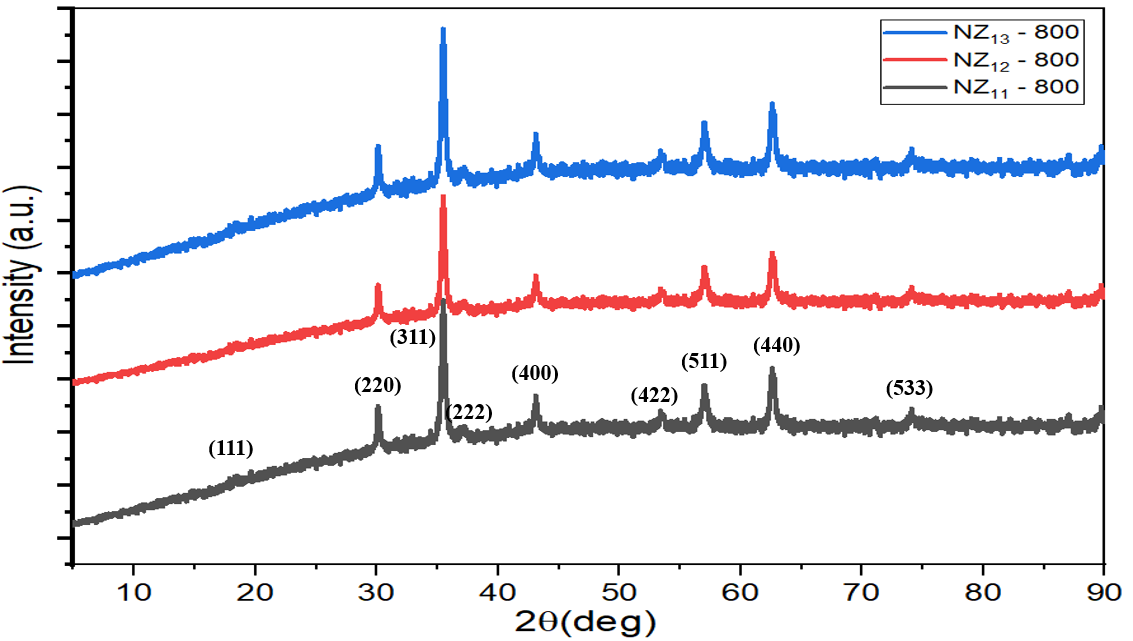 NZ₁₃ - 800
NZ₁₂ - 800
NZ₁₁ - 800
Intensity (a.u.)
(111)
(220)
(311)
(222)
(400)
(422)
(511)
(440)
(533)
10 20 30 40 50 60 70 80 90
2θ(deg)